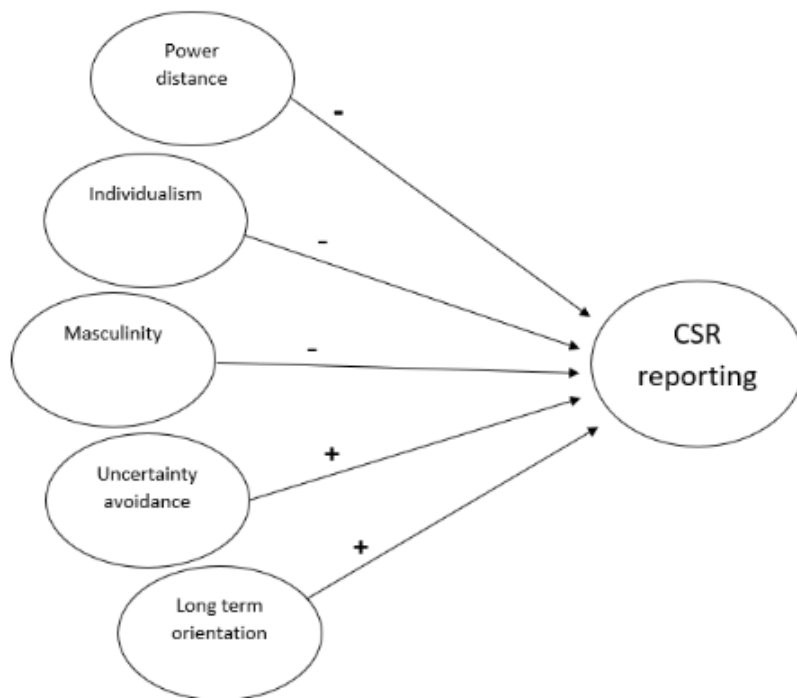 Power
distance
-
Individualism
-
Masculinity
-
CSR
reporting
Uncertainty
avoidance
+
Long term
orientation
+